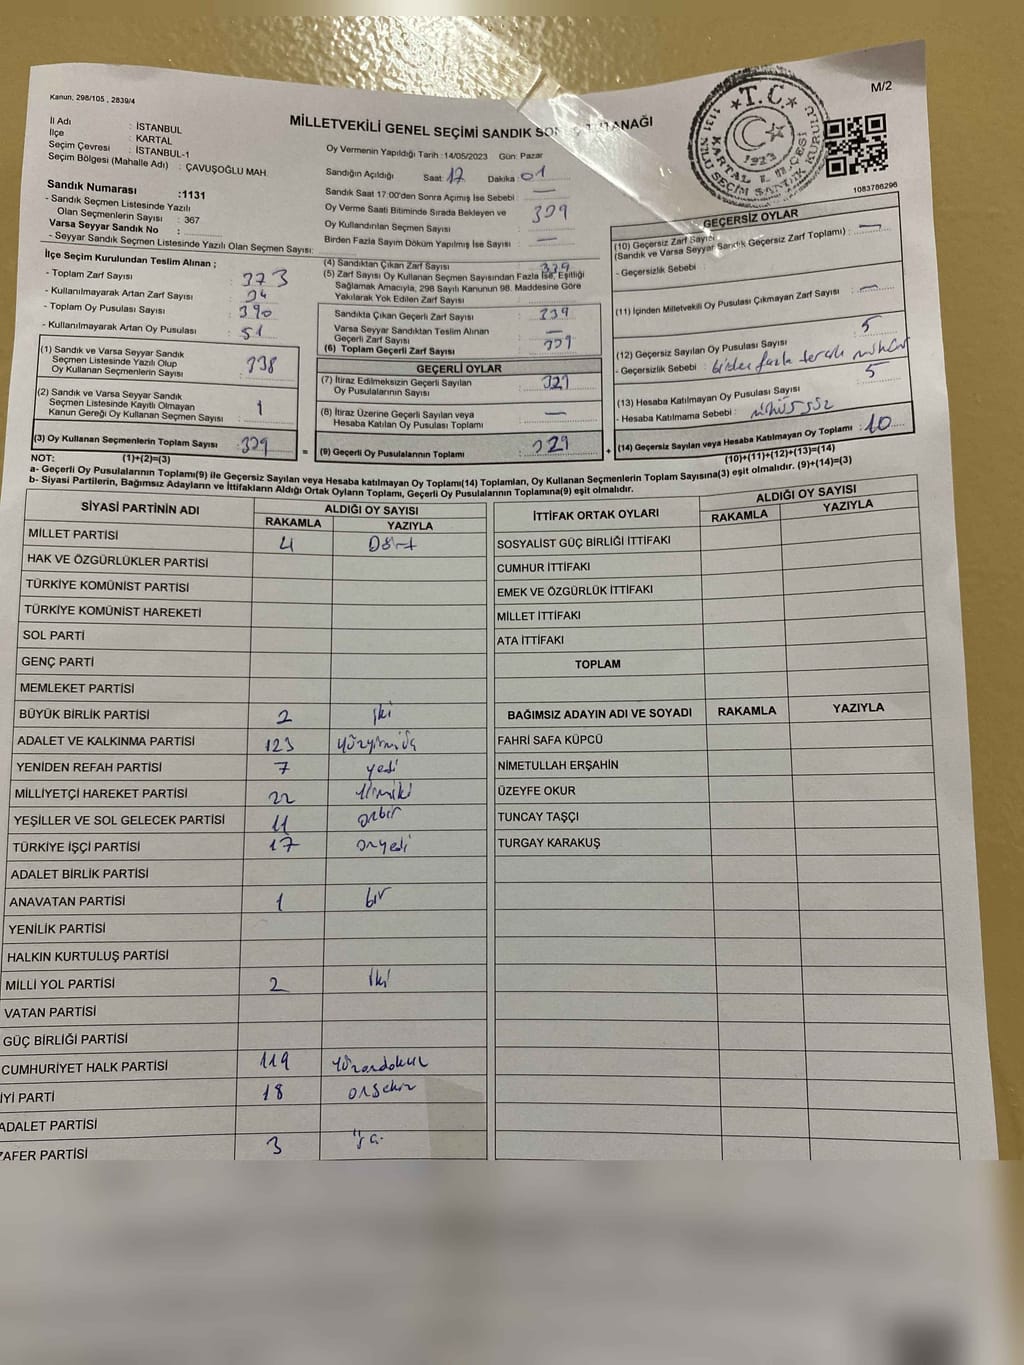 Kanun, 298/105 , 2839/4
M/2
MİLLETVEKİLİ GENEL SEÇİMİ SANDIK TUTANAĞI
İl Adı : İSTANBUL
İlçe : KARTAL
Seçim Çevresi : İSTANBUL-1
Seçim Bölgesi (Mahalle Adı) : ÇAVUŞOĞLU MAH.
Sandık Numarası :1131
- Sandık Seçmen Listesinde Yazılı
Olan Seçmenlerin Sayısı : 367
Varsa Seyyar Sandık No :
- Seyyar Sandık Seçmen Listesinde Yazılı Olan Seçmen Sayısı:
Oy Vermenin Yapıldığı Tarih : 14/05/2023 Gün: Pazar
Sandığın Açıldığı Saat: 17 Dakika: 01
Sandık Saat 17:00'den Sonra Açımış İse Sebebi : —
Oy Verme Saati Bitiminde Sırada Bekleyen ve
Oy Kullandırılan Seçmen Sayısı : 339
Birden Fazla Sayım Döküm Yapılmış İse Sayısı : —
T.C.
1923
KARTAL İLÇESİ
1131 NOLU SEÇİM SANDIK KURULU
1083786296
İlçe Seçim Kurulundan Teslim Alınan ;
- Toplam Zarf Sayısı : 373
- Kullanılmayarak Artan Zarf Sayısı : 34
- Toplam Oy Pusulası Sayısı : 390
- Kullanılmayarak Artan Oy Pusulası : 51
(1) Sandık ve Varsa Seyyar Sandık
Seçmen Listesinde Yazılı Olup
Oy Kullanan Seçmenlerin Sayısı : 338
(2) Sandık ve Varsa Seyyar Sandık
Seçmen Listesinde Kayıtlı Olmayan
Kanun Gereği Oy Kullanan Seçmen Sayısı : 1
(3) Oy Kullanan Seçmenlerin Toplam Sayısı : 339
(4) Sandıktan Çıkan Zarf Sayısı : 339
(5) Zarf Sayısı Oy Kullanan Seçmen Sayısından Fazla İse, Eşitliği
Sağlamak Amacıyla, 298 Sayılı Kanunun 98. Maddesine Göre
Yakılarak Yok Edilen Zarf Sayısı :
Sandıkta Çıkan Geçerli Zarf Sayısı : 339
Varsa Seyyar Sandıktan Teslim Alınan
Geçerli Zarf Sayısı : —
(6) Toplam Geçerli Zarf Sayısı : 339
GEÇERLİ OYLAR
(7) İtiraz Edilmeksizin Geçerli Sayılan
Oy Pusulalarının Sayısı : 329
(8) İtiraz Üzerine Geçerli Sayılan veya
Hesaba Katılan Oy Pusulası Toplamı : —
(9) Geçerli Oy Pusulalarının Toplamı : 329
GEÇERSİZ OYLAR
(10) Geçersiz Zarf Sayısı
(Sandık ve Varsa Seyyar Sandık Geçersiz Zarf Toplamı) : —
- Geçersizlik Sebebi :
(11) İçinden Milletvekili Oy Pusulası Çıkmayan Zarf Sayısı : —
(12) Geçersiz Sayılan Oy Pusulası Sayısı : 5
- Geçersizlik Sebebi : birden fazla tercih mühür
(13) Hesaba Katılmayan Oy Pusulası Sayısı : 5
- Hesaba Katılmama Sebebi : mühürsüz
(14) Geçersiz Sayılan veya Hesaba Katılmayan Oy Toplamı : 10
NOT: (1)+(2)=(3)
(10)+(11)+(12)+(13)=(14)
a- Geçerli Oy Pusulalarının Toplamı(9) ile Geçersiz Sayılan veya Hesaba katılmayan Oy Toplamı(14) Toplamları, Oy Kullanan Seçmenlerin Toplam Sayısına(3) eşit olmalıdır. (9)+(14)=(3)
b- Siyasi Partilerin, Bağımsız Adayların ve İttifakların Aldığı Ortak Oyların Toplamı, Geçerli Oy Pusulalarının Toplamına(9) eşit olmalıdır.
SİYASİ PARTİNİN ADI
ALDIĞI OY SAYISI
RAKAMLA YAZIYLA
MİLLET PARTİSİ 4 Dört
HAK VE ÖZGÜRLÜKLER PARTİSİ
TÜRKİYE KOMÜNİST PARTİSİ
TÜRKİYE KOMÜNİST HAREKETİ
SOL PARTİ
GENÇ PARTİ
MEMLEKET PARTİSİ
BÜYÜK BİRLİK PARTİSİ 2 iki
ADALET VE KALKINMA PARTİSİ 123 yüzyirmiüç
YENİDEN REFAH PARTİSİ 7 yedi
MİLLİYETÇİ HAREKET PARTİSİ 22 yirmiiki
YEŞİLLER VE SOL GELECEK PARTİSİ 11 onbir
TÜRKİYE İŞÇİ PARTİSİ 17 onyedi
ADALET BİRLİK PARTİSİ
ANAVATAN PARTİSİ 1 bir
YENİLİK PARTİSİ
HALKIN KURTULUŞ PARTİSİ
MİLLİ YOL PARTİSİ 2 iki
VATAN PARTİSİ
GÜÇ BİRLİĞİ PARTİSİ
CUMHURİYET HALK PARTİSİ 119 yüzondokuz
İYİ PARTİ 18 onsekiz
ADALET PARTİSİ
ZAFER PARTİSİ 3 üç
İTTİFAK ORTAK OYLARI
ALDIĞI OY SAYISI
RAKAMLA YAZIYLA
SOSYALİST GÜÇ BİRLİĞİ İTTİFAKI
CUMHUR İTTİFAKI
EMEK VE ÖZGÜRLÜK İTTİFAKI
MİLLET İTTİFAKI
ATA İTTİFAKI
TOPLAM
BAĞIMSIZ ADAYIN ADI VE SOYADI RAKAMLA YAZIYLA
FAHRİ SAFA KÜPCÜ
NİMETULLAH ERŞAHİN
ÜZEYFE OKUR
TUNCAY TAŞÇI
TURGAY KARAKUŞ